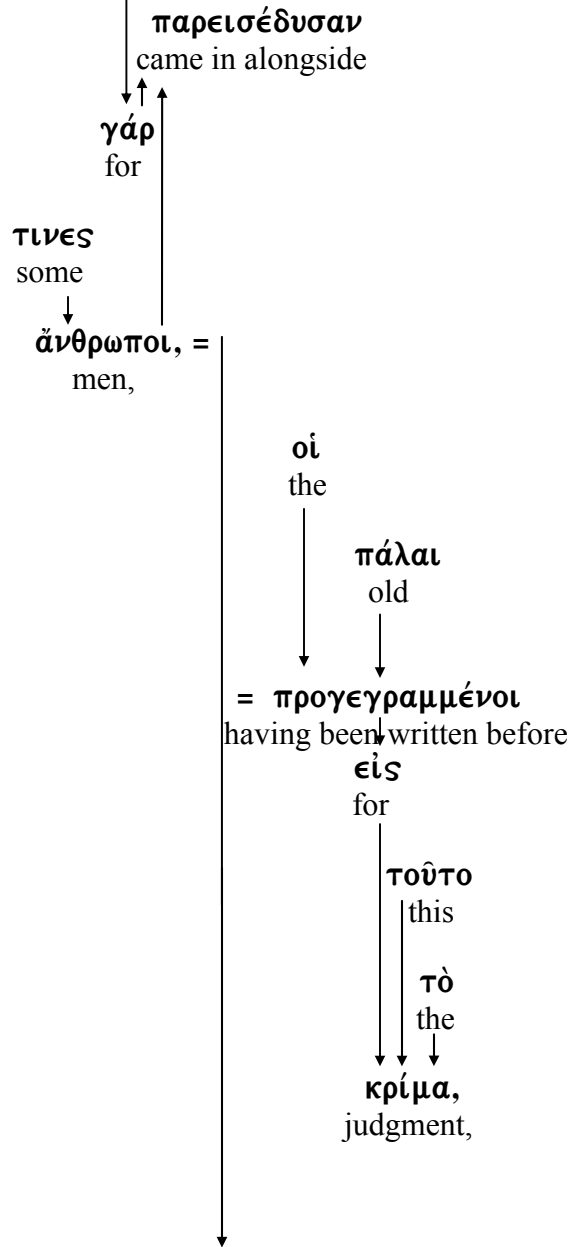 παρεισέδυσαν
came in alongside
γάρ
for
τινες
some
ἄνθρωποι, =
men,
οἱ
the
πάλαι
old
= προγεγραμμένοι
having been written before
εἰς
for
τοῦτο
this
τὸ
the
κρίμα,
judgment,